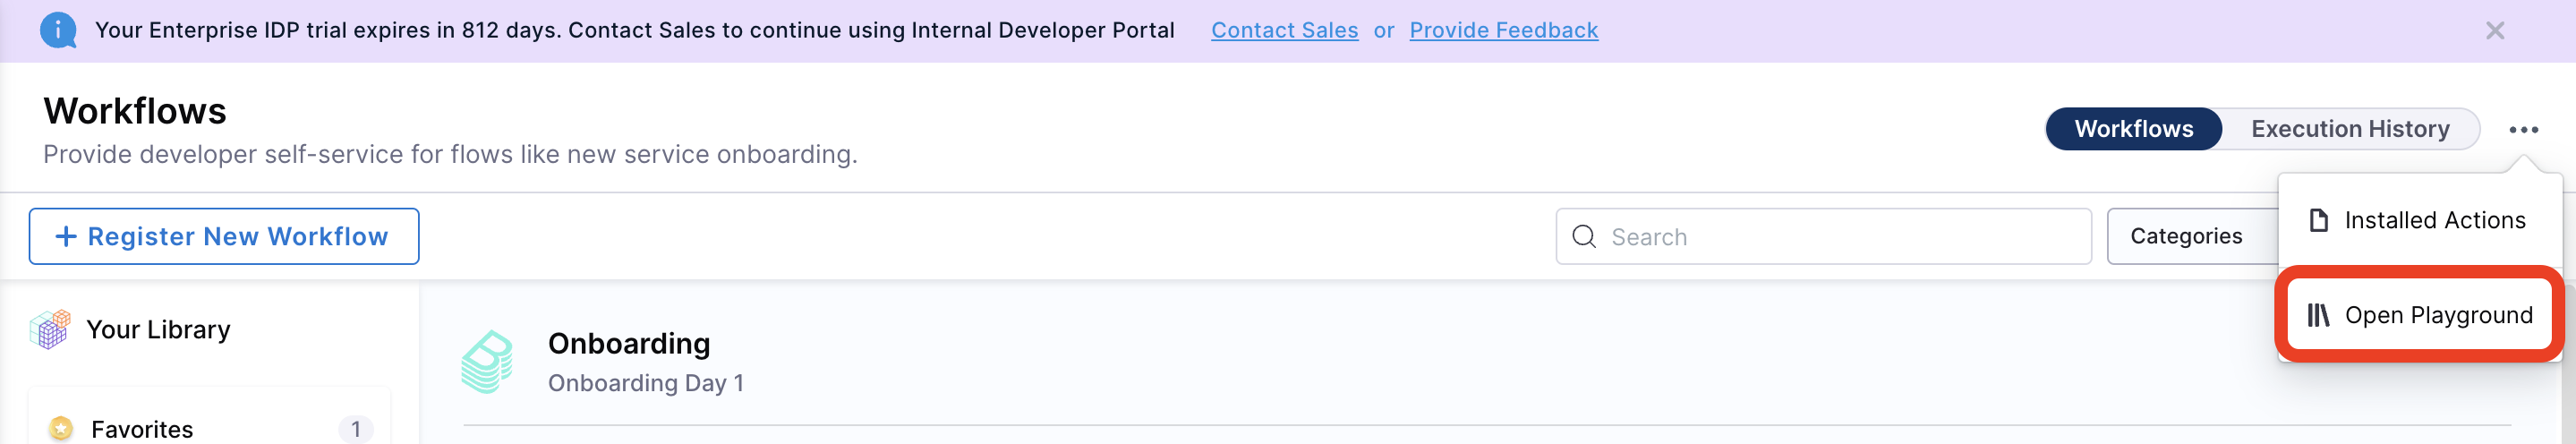 Your Enterprise IDP trial expires in 812 days. Contact Sales to continue using Internal Developer Portal Contact Sales or Provide Feedback
Workflows
Provide developer self-service for flows like new service onboarding.
Workflows Execution History
Installed Actions
Open Playground
+ Register New Workflow
Search
Categories
Your Library
Favorites 1
Onboarding
Onboarding Day 1